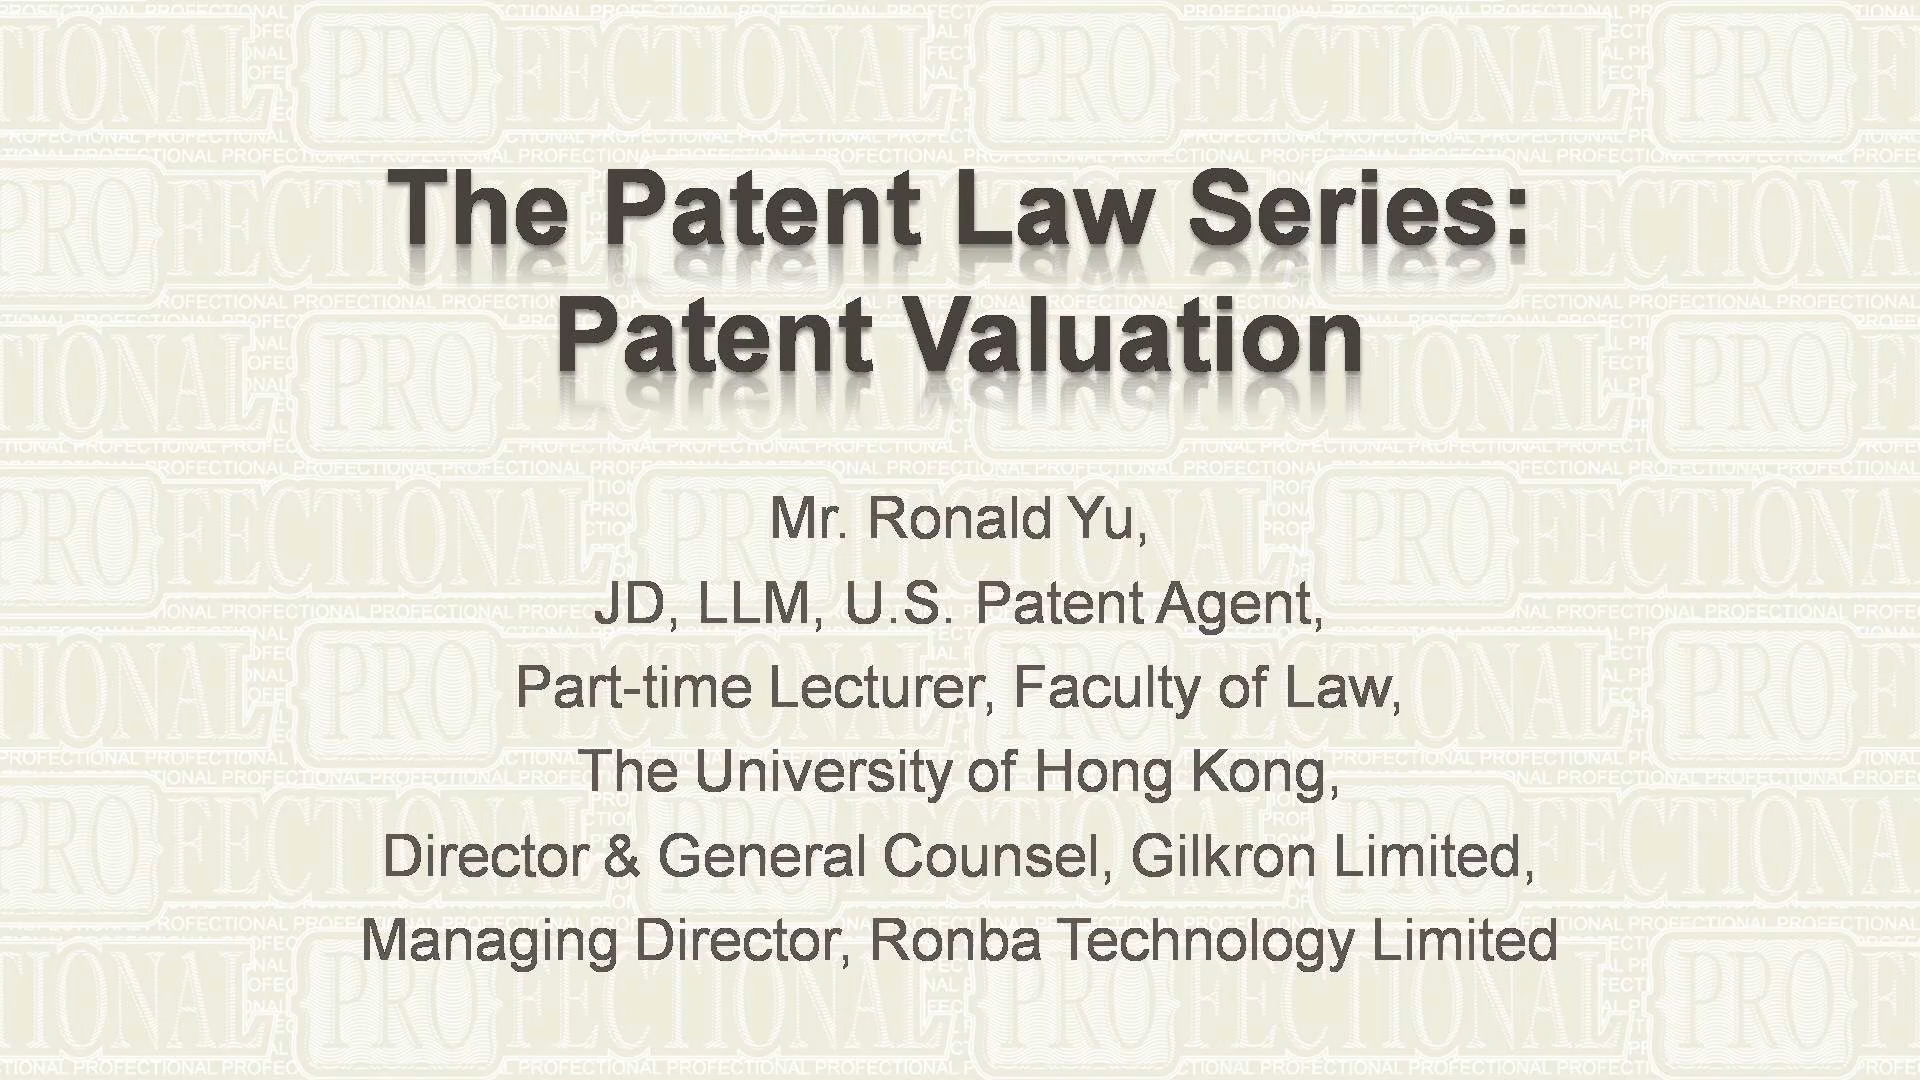 The Patent Law Series:
Patent Valuation
Mr. Ronald Yu,
JD, LLM, U.S. Patent Agent,
Part-time Lecturer, Faculty of Law,
The University of Hong Kong,
Director & General Counsel, Gilkron Limited,
Managing Director, Ronba Technology Limited